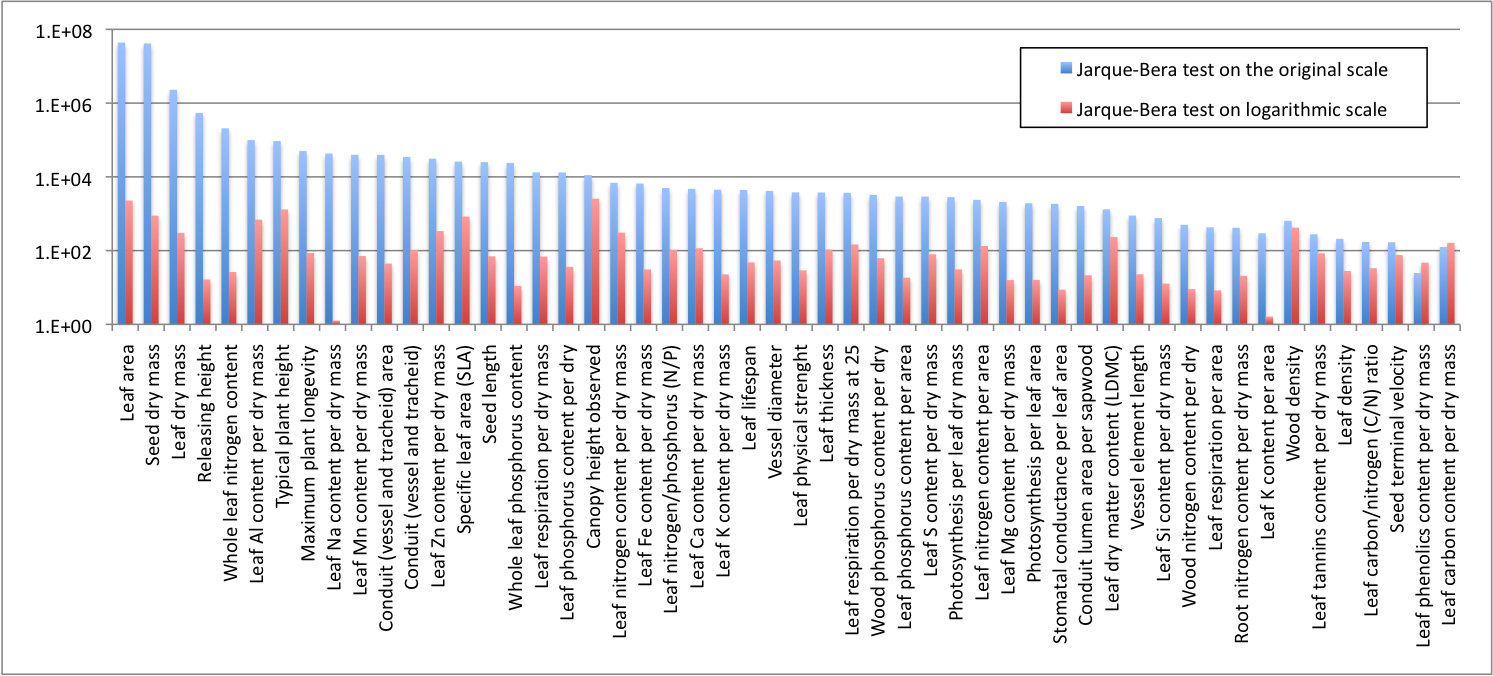 1.E+08
1.E+06
1.E+04
1.E+02
1.E+00
Jarque-Bera test on the original scale
Jarque-Bera test on logarithmic scale
Leaf area
Seed dry mass
Leaf dry mass
Releasing height
Whole leaf nitrogen content
Leaf Al content per dry mass
Typical plant height
Maximum plant longevity
Leaf Na content per dry mass
Leaf Mn content per dry mass
Conduit (vessel and tracheid) area
Conduit (vessel and tracheid)
Leaf Zn content per dry mass
Specific leaf area (SLA)
Seed length
Whole leaf phosphorus content
Leaf respiration per dry mass
Leaf phosphorus content per dry
Canopy height observed
Leaf nitrogen content per dry mass
Leaf Fe content per dry mass
Leaf nitrogen/phosphorus (N/P)
Leaf Ca content per dry mass
Leaf K content per dry mass
Leaf lifespan
Vessel diameter
Leaf physical strenght
Leaf thickness
Leaf respiration per dry mass at 25
Wood phosphorus content per dry
Leaf phosphorus content per area
Leaf S content per dry mass
Photosynthesis per leaf dry mass
Leaf nitrogen content per area
Leaf Mg content per dry mass
Photosynthesis per leaf area
Stomatal conductance per leaf area
Conduit lumen area per sapwood
Leaf dry matter content (LDMC)
Vessel element length
Leaf Si content per dry mass
Wood nitrogen content per dry
Leaf respiration per area
Root nitrogen content per dry mass
Leaf K content per area
Wood density
Leaf tannins content per dry mass
Leaf density
Leaf carbon/nitrogen (C/N) ratio
Seed terminal velocity
Leaf phenolics content per dry mass
Leaf carbon content per dry mass